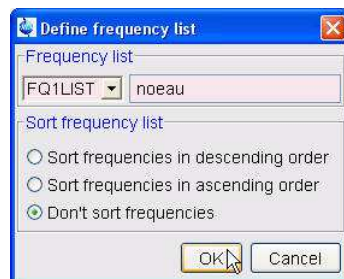 Define frequency list
Frequency list
FQ1LIST noeau
Sort frequency list
Sort frequencies in descending order
Sort frequencies in ascending order
Don't sort frequencies
OK Cancel